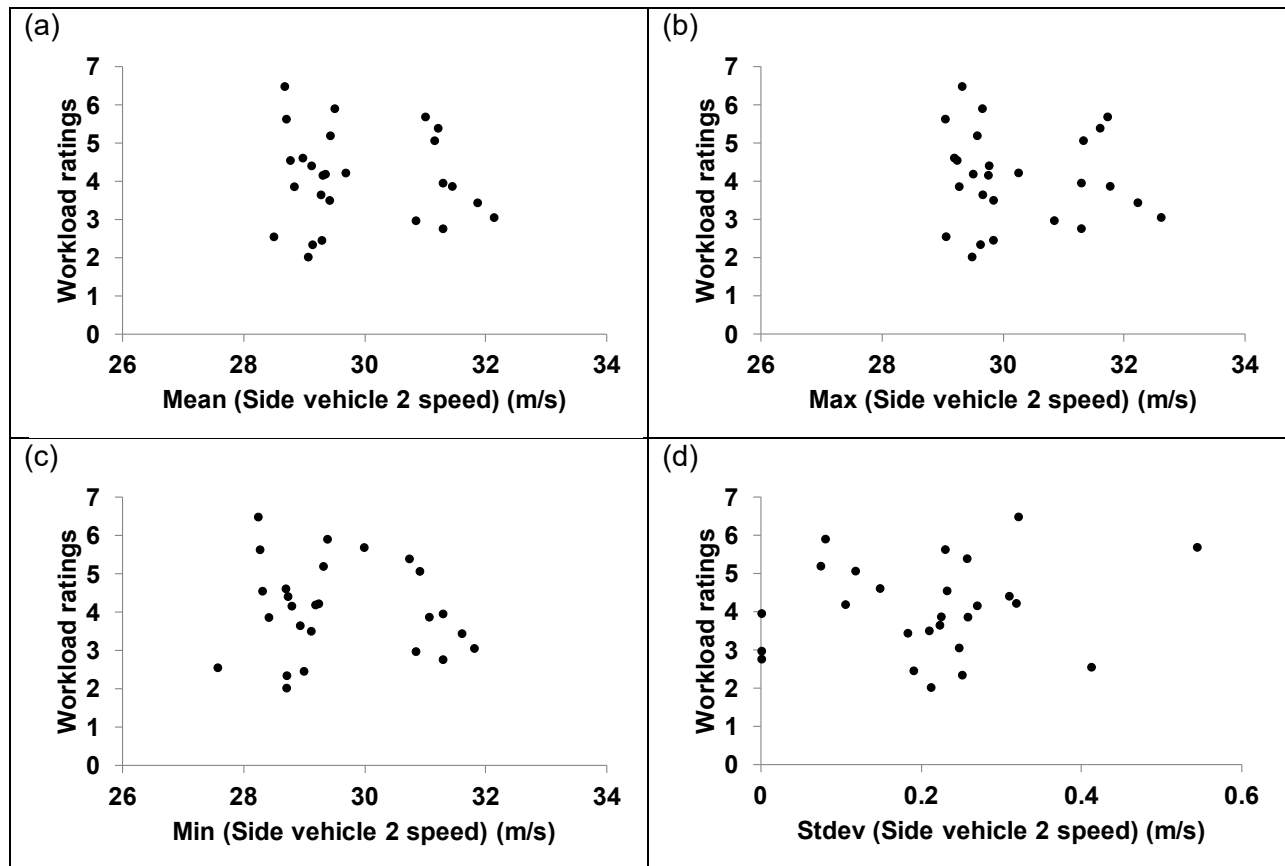 (a)
7
6
5
4
3
2
1
0
Workload ratings
26 28 30 32 34
Mean (Side vehicle 2 speed) (m/s)
(b)
7
6
5
4
3
2
1
0
Workload ratings
26 28 30 32 34
Max (Side vehicle 2 speed) (m/s)
(c)
7
6
5
4
3
2
1
0
Workload ratings
26 28 30 32 34
Min (Side vehicle 2 speed) (m/s)
(d)
7
6
5
4
3
2
1
0
Workload ratings
0 0.2 0.4 0.6
Stdev (Side vehicle 2 speed) (m/s)